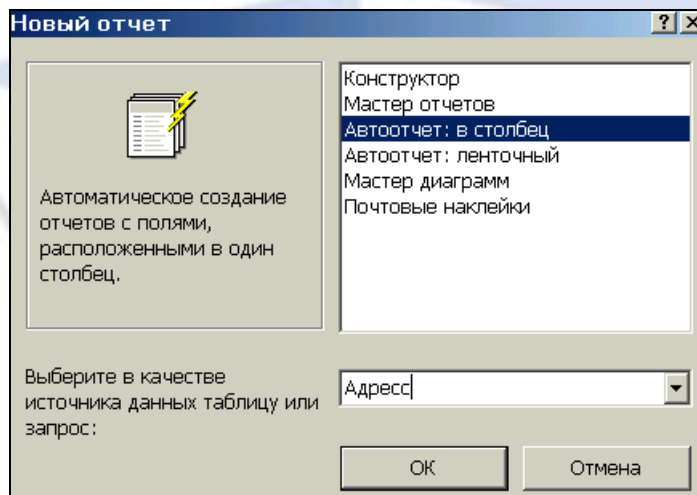 Новый отчет
Конструктор
Мастер отчетов
Автоотчет: в столбец
Автоотчет: ленточный
Мастер диаграмм
Почтовые наклейки
Автоматическое создание
отчетов с полями,
расположенными в один
столбец.
Выберите в качестве
источника данных таблицу или
запрос:
Адресс
ОК
Отмена